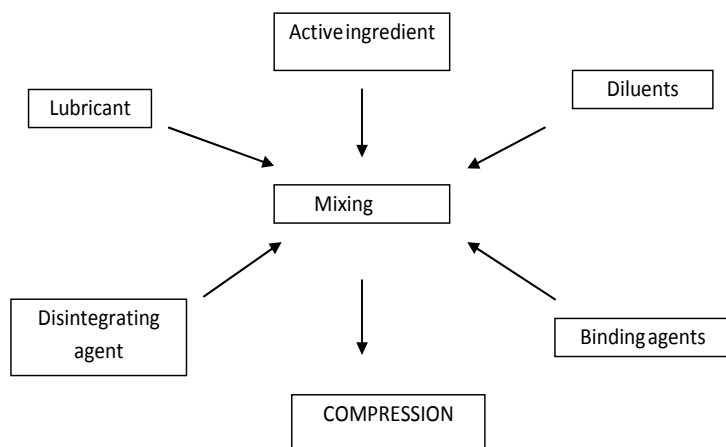 Active ingredient
Diluents
Lubricant
Mixing
Disintegrating
agent
Binding agents
COMPRESSION